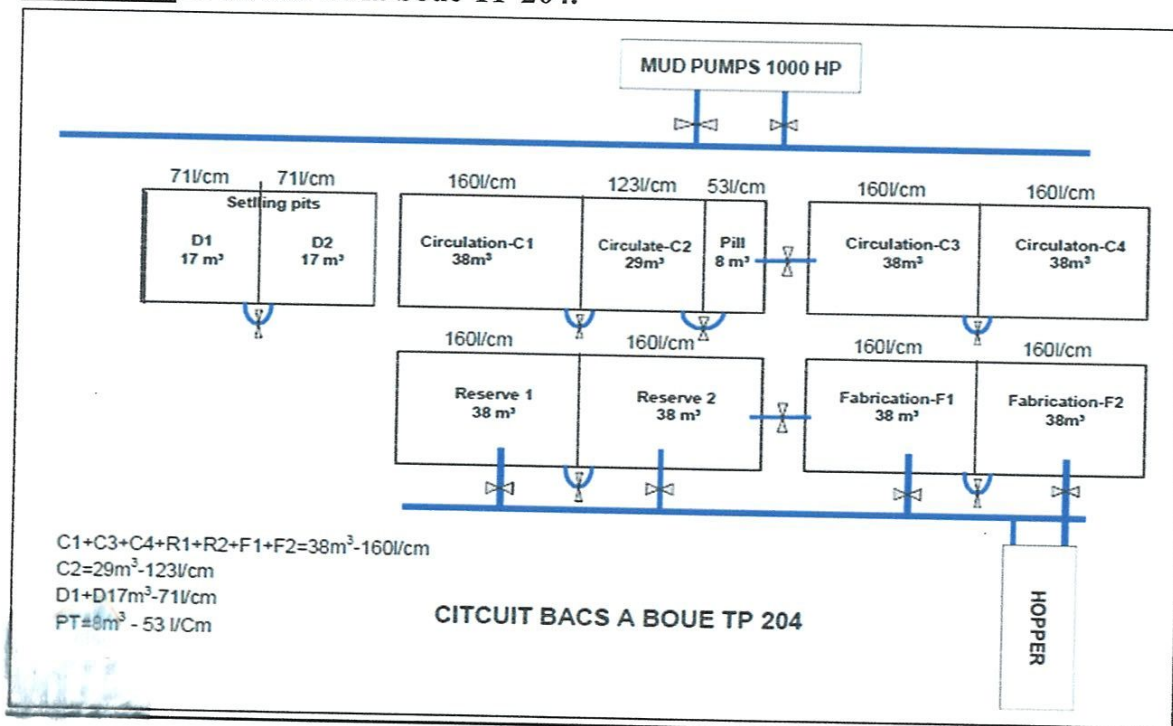 boue TP 204.
MUD PUMPS 1000 HP
71l/cm 71l/cm 160l/cm 123l/cm 53l/cm 160l/cm 160l/cm
Setlling pits
D1
17 m³
D2
17 m³
Circulation-C1
38m³
Circulate-C2
29m³
Pill
8 m³
Circulation-C3
38m³
Circulaton-C4
38m³
160l/cm 160l/cm 160l/cm 160l/cm
Reserve 1
38 m³
Reserve 2
38 m³
Fabrication-F1
38 m³
Fabrication-F2
38m³
C1+C3+C4+R1+R2+F1+F2=38m³-160l/cm
C2=29m³-123l/cm
D1+D17m³-71l/cm
PT=8m³ - 53 l/Cm
CITCUIT BACS A BOUE TP 204
HOPPER